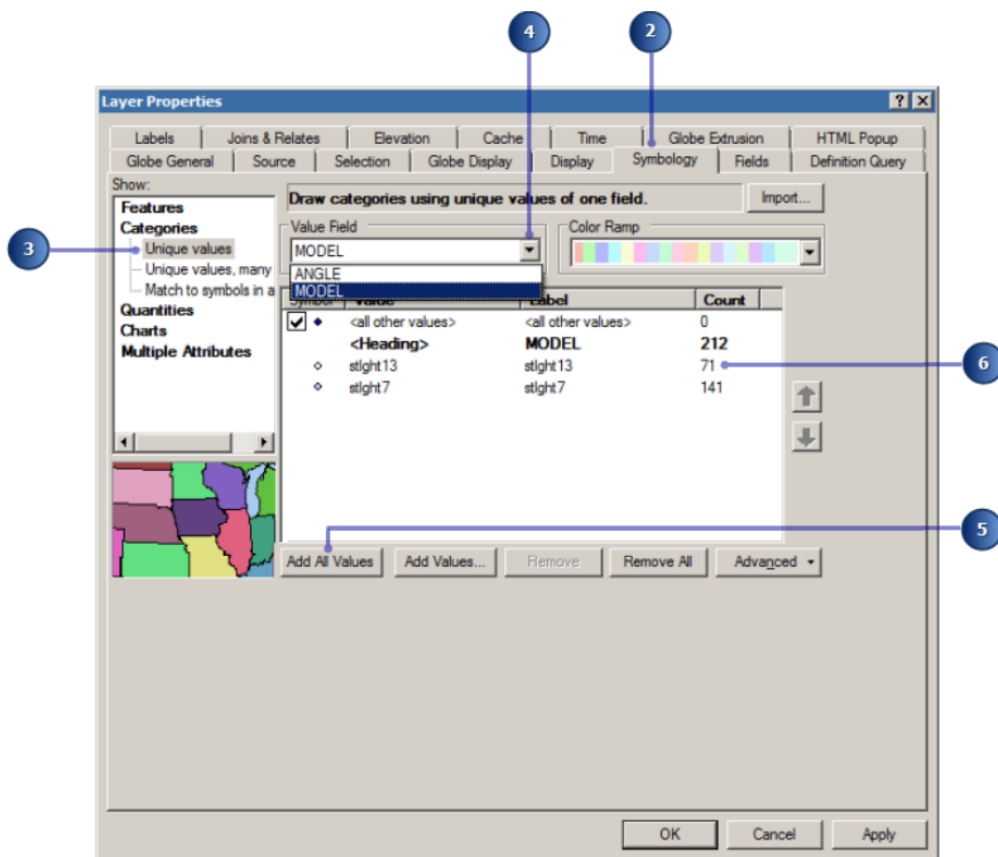 4 2
Layer Properties
Labels Joins & Relates Elevation Cache Time Globe Extrusion HTML Popup
Globe General Source Selection Globe Display Display Symbology Fields Definition Query
Show:
Features
Categories
Unique values
Unique values, many
Match to symbols in a
Quantities
Charts
Multiple Attributes
3
Draw categories using unique values of one field.
Import...
Value Field
MODEL
ANGLE
MODEL
Color Ramp
Symbol Value Label Count
<all other values> <all other values> 0
<Heading> MODEL 212
stlght13 stlght13 71
stlght7 stlght7 141
6
5
Add All Values Add Values... Remove Remove All Advanced
OK Cancel Apply